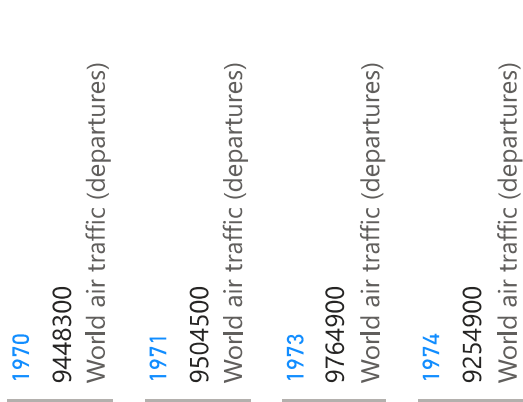 1970
9448300
World air traffic (departures)
1971
9504500
World air traffic (departures)
1973
9764900
World air traffic (departures)
1974
9254900
World air traffic (departures)